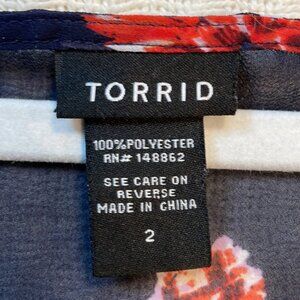 TORRID
100%POLYESTER
RN# 148862
SEE CARE ON
REVERSE
MADE IN CHINA
2